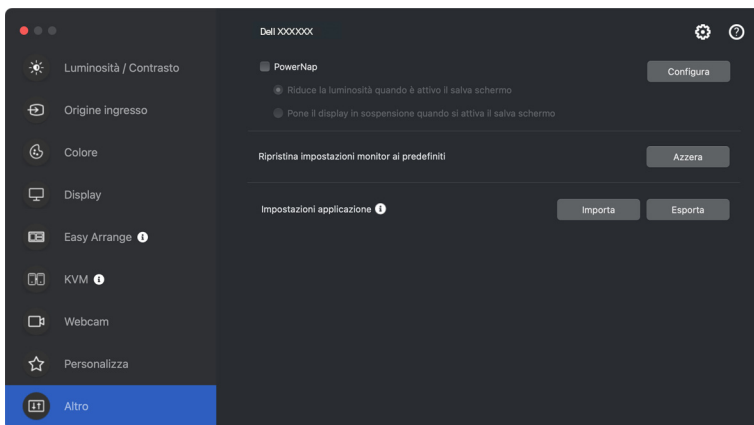 Dell XXXXXX
Luminosità / Contrasto
Origine ingresso
Colore
Display
Easy Arrange
KVM
Webcam
Personalizza
Altro
PowerNap
Configura
Riduce la luminosità quando è attivo il salva schermo
Pone il display in sospensione quando si attiva il salva schermo
Ripristina impostazioni monitor ai predefiniti
Azzera
Impostazioni applicazione
Importa
Esporta